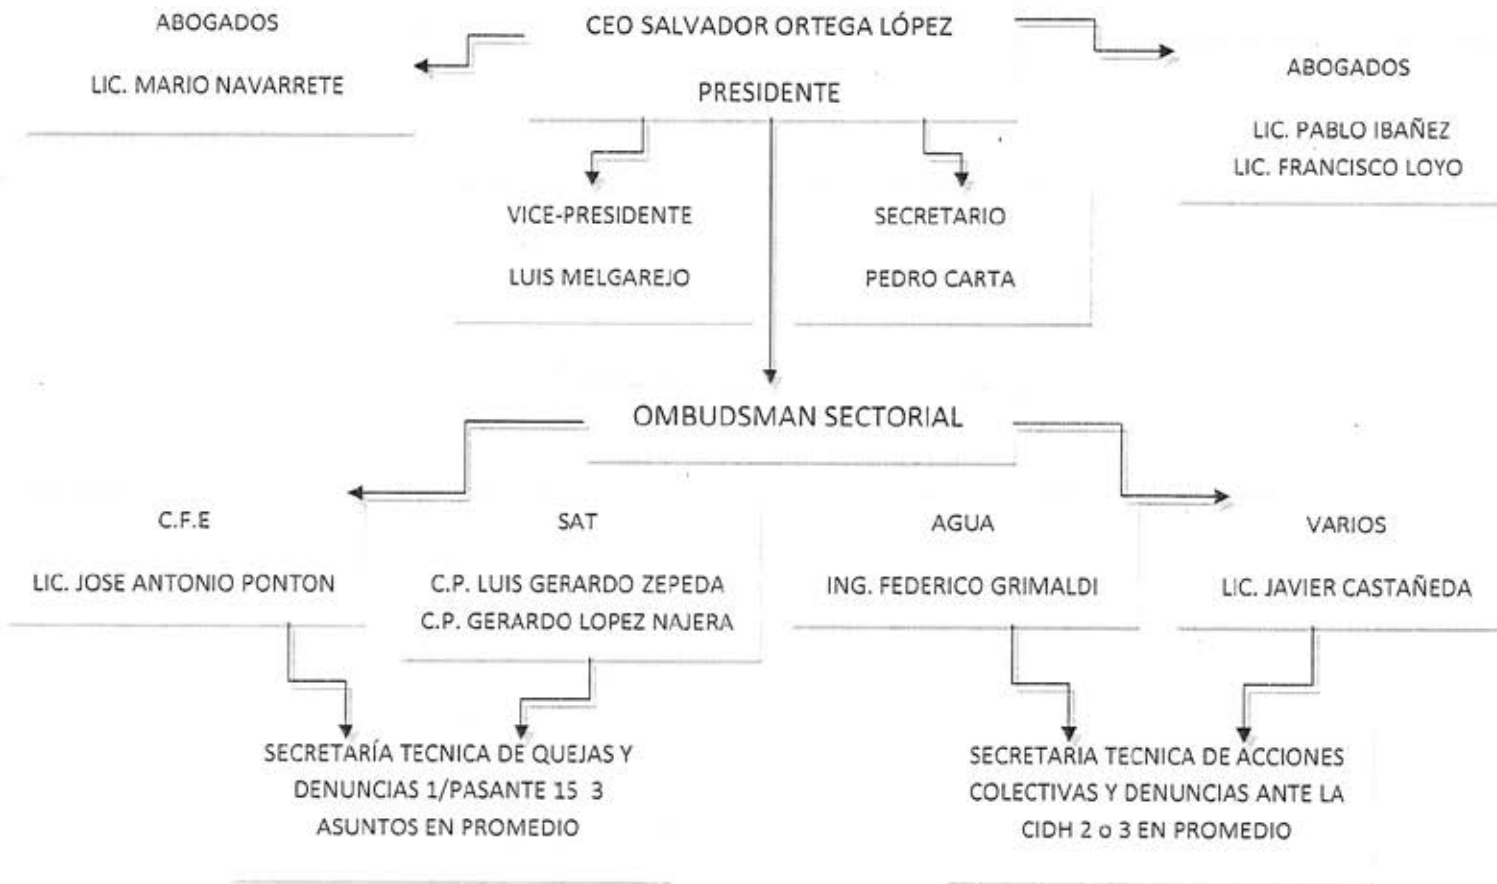 ABOGADOS
LIC. MARIO NAVARRETE
CEO SALVADOR ORTEGA LÓPEZ
PRESIDENTE
ABOGADOS
LIC. PABLO IBAÑEZ
LIC. FRANCISCO LOYO
VICE-PRESIDENTE
LUIS MELGAREJO
SECRETARIO
PEDRO CARTA
OMBUDSMAN SECTORIAL
C.F.E
LIC. JOSE ANTONIO PONTON
SAT
C.P. LUIS GERARDO ZEPEDA
C.P. GERARDO LOPEZ NAJERA
AGUA
ING. FEDERICO GRIMALDI
VARIOS
LIC. JAVIER CASTAÑEDA
SECRETARÍA TECNICA DE QUEJAS Y
DENUNCIAS 1/PASANTE 15 3
ASUNTOS EN PROMEDIO
SECRETARIA TECNICA DE ACCIONES
COLECTIVAS Y DENUNCIAS ANTE LA
CIDH 2 o 3 EN PROMEDIO